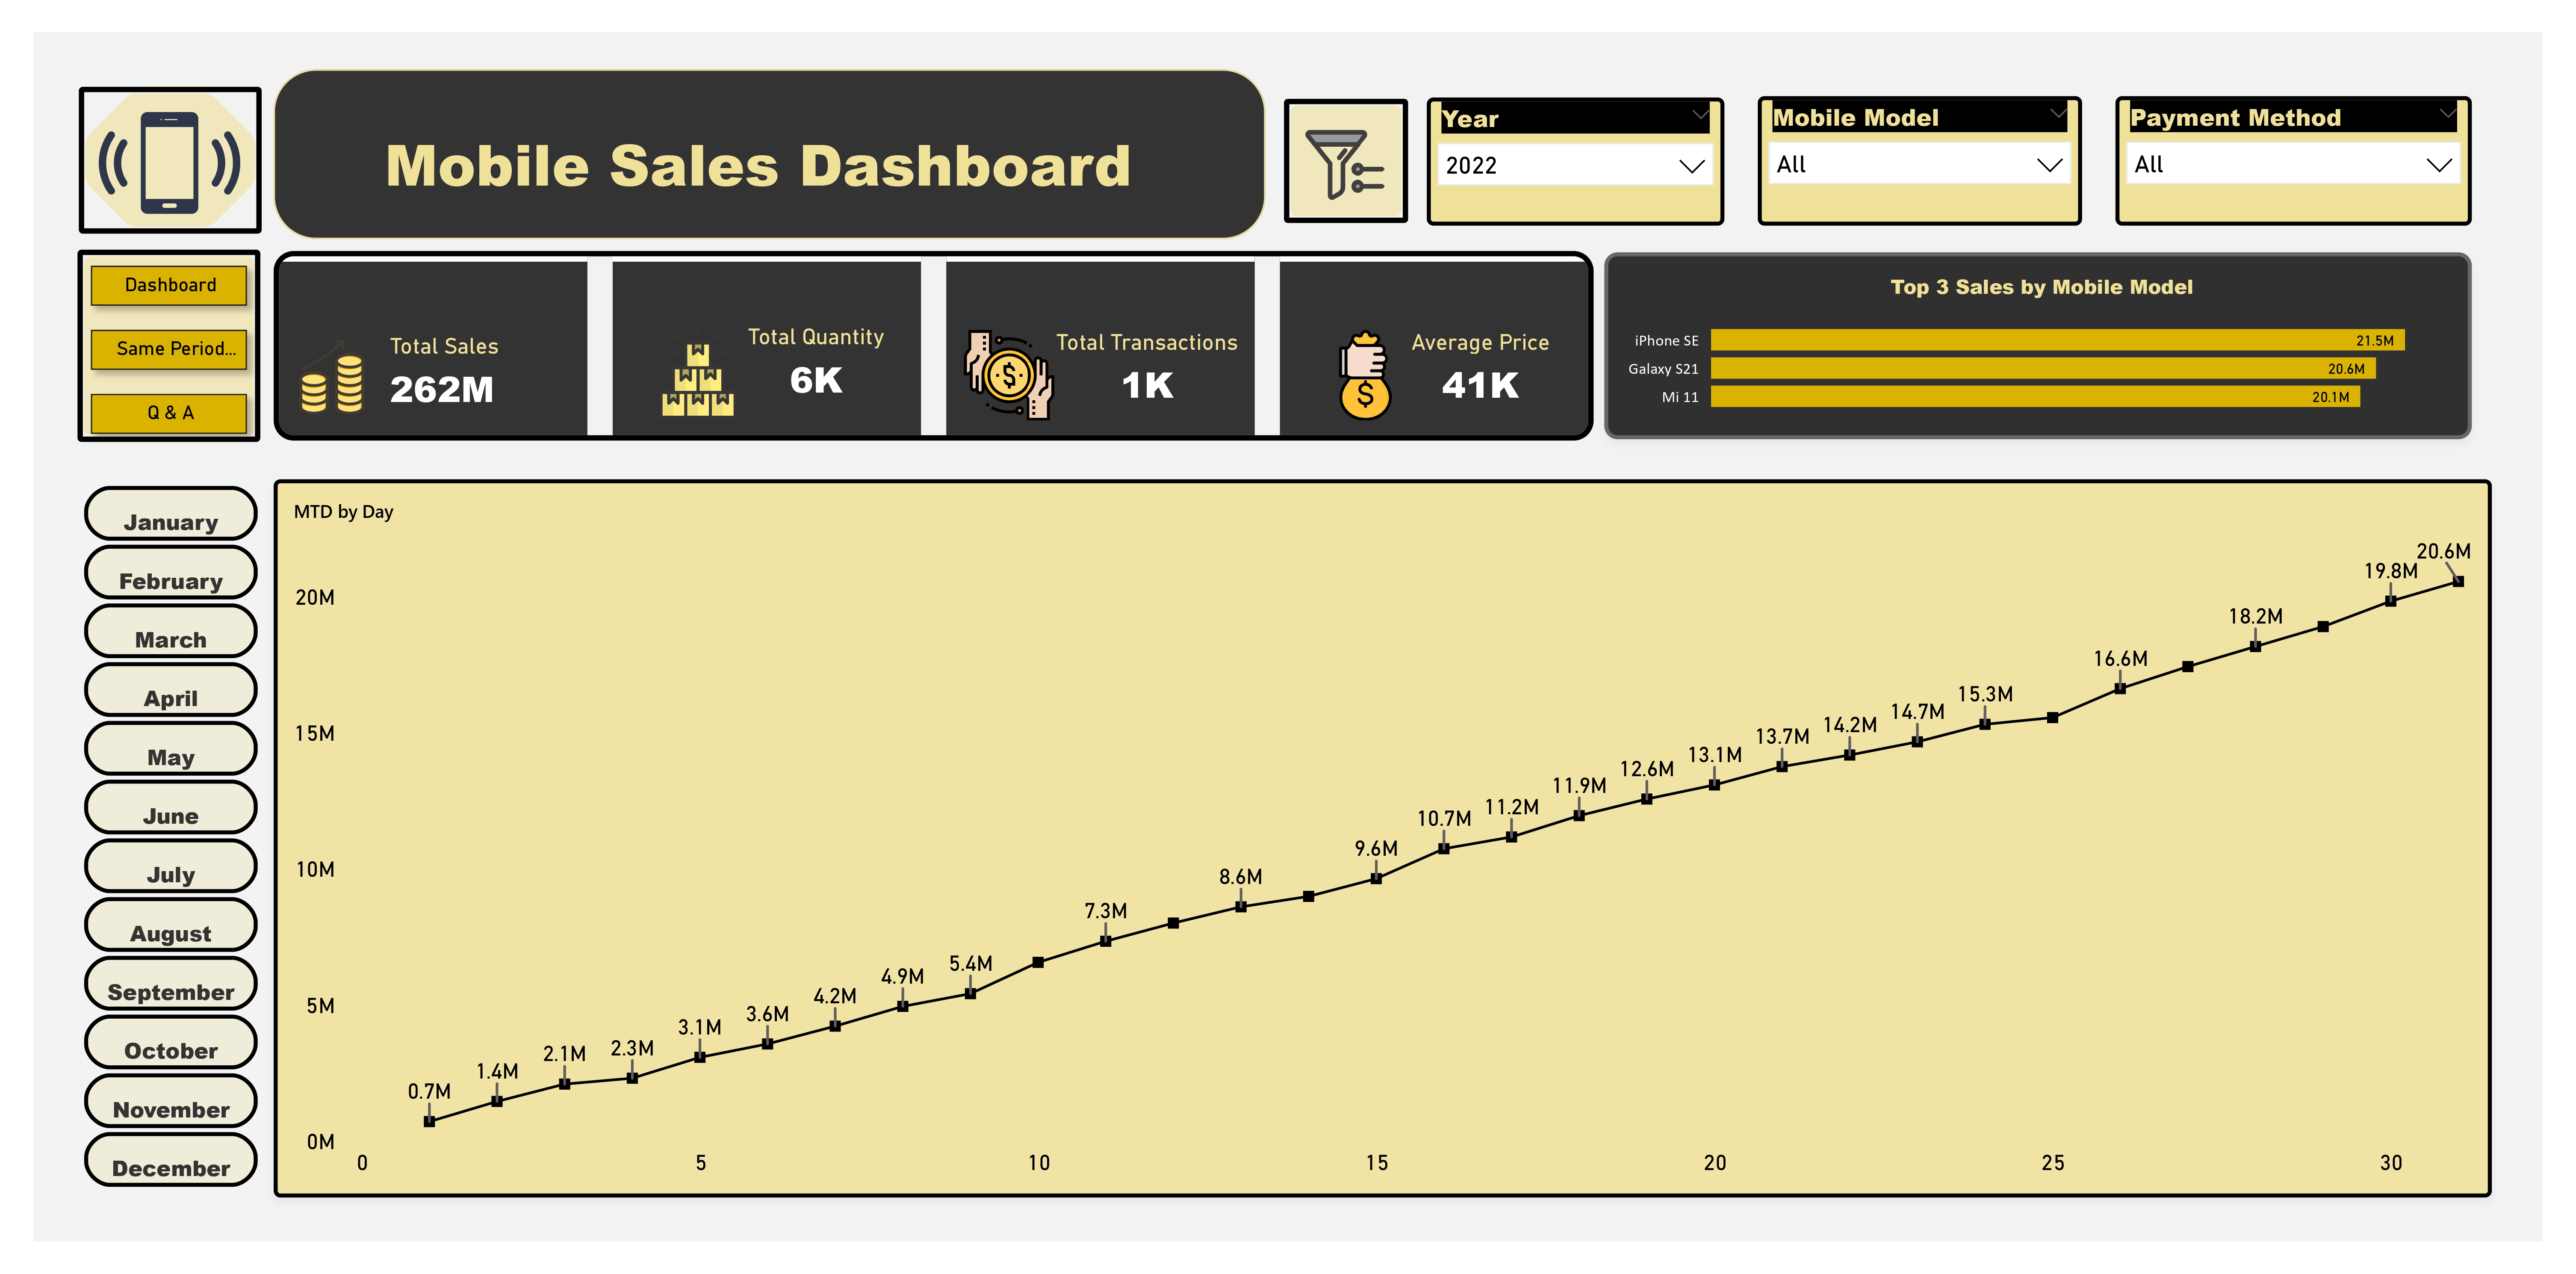 Mobile Sales Dashboard
Year
2022
Mobile Model
All
Payment Method
All
Dashboard
Same Period...
Q & A
Total Sales
262M
Total Quantity
6K
Total Transactions
1K
Average Price
41K
Top 3 Sales by Mobile Model
iPhone SE 21.5M
Galaxy S21 20.6M
Mi 11 20.1M
January
February
March
April
May
June
July
August
September
October
November
December
MTD by Day
20M
15M
10M
5M
0M
0.7M
1.4M
2.1M
2.3M
3.1M
3.6M
4.2M
4.9M
5.4M
7.3M
8.6M
9.6M
10.7M
11.2M
11.9M
12.6M
13.1M
13.7M
14.2M
14.7M
15.3M
16.6M
18.2M
19.8M
20.6M
0 5 10 15 20 25 30